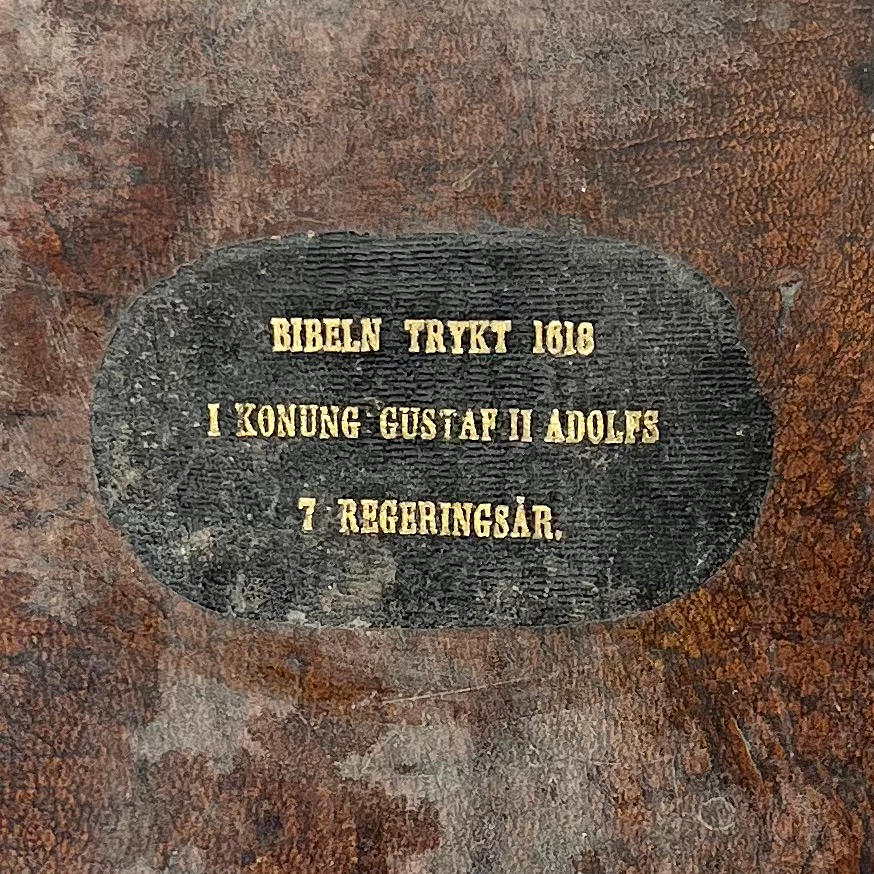 BIBELN TRYKT 1618
I KONUNG GUSTAF II ADOLFS
7 REGERINGSÅR.